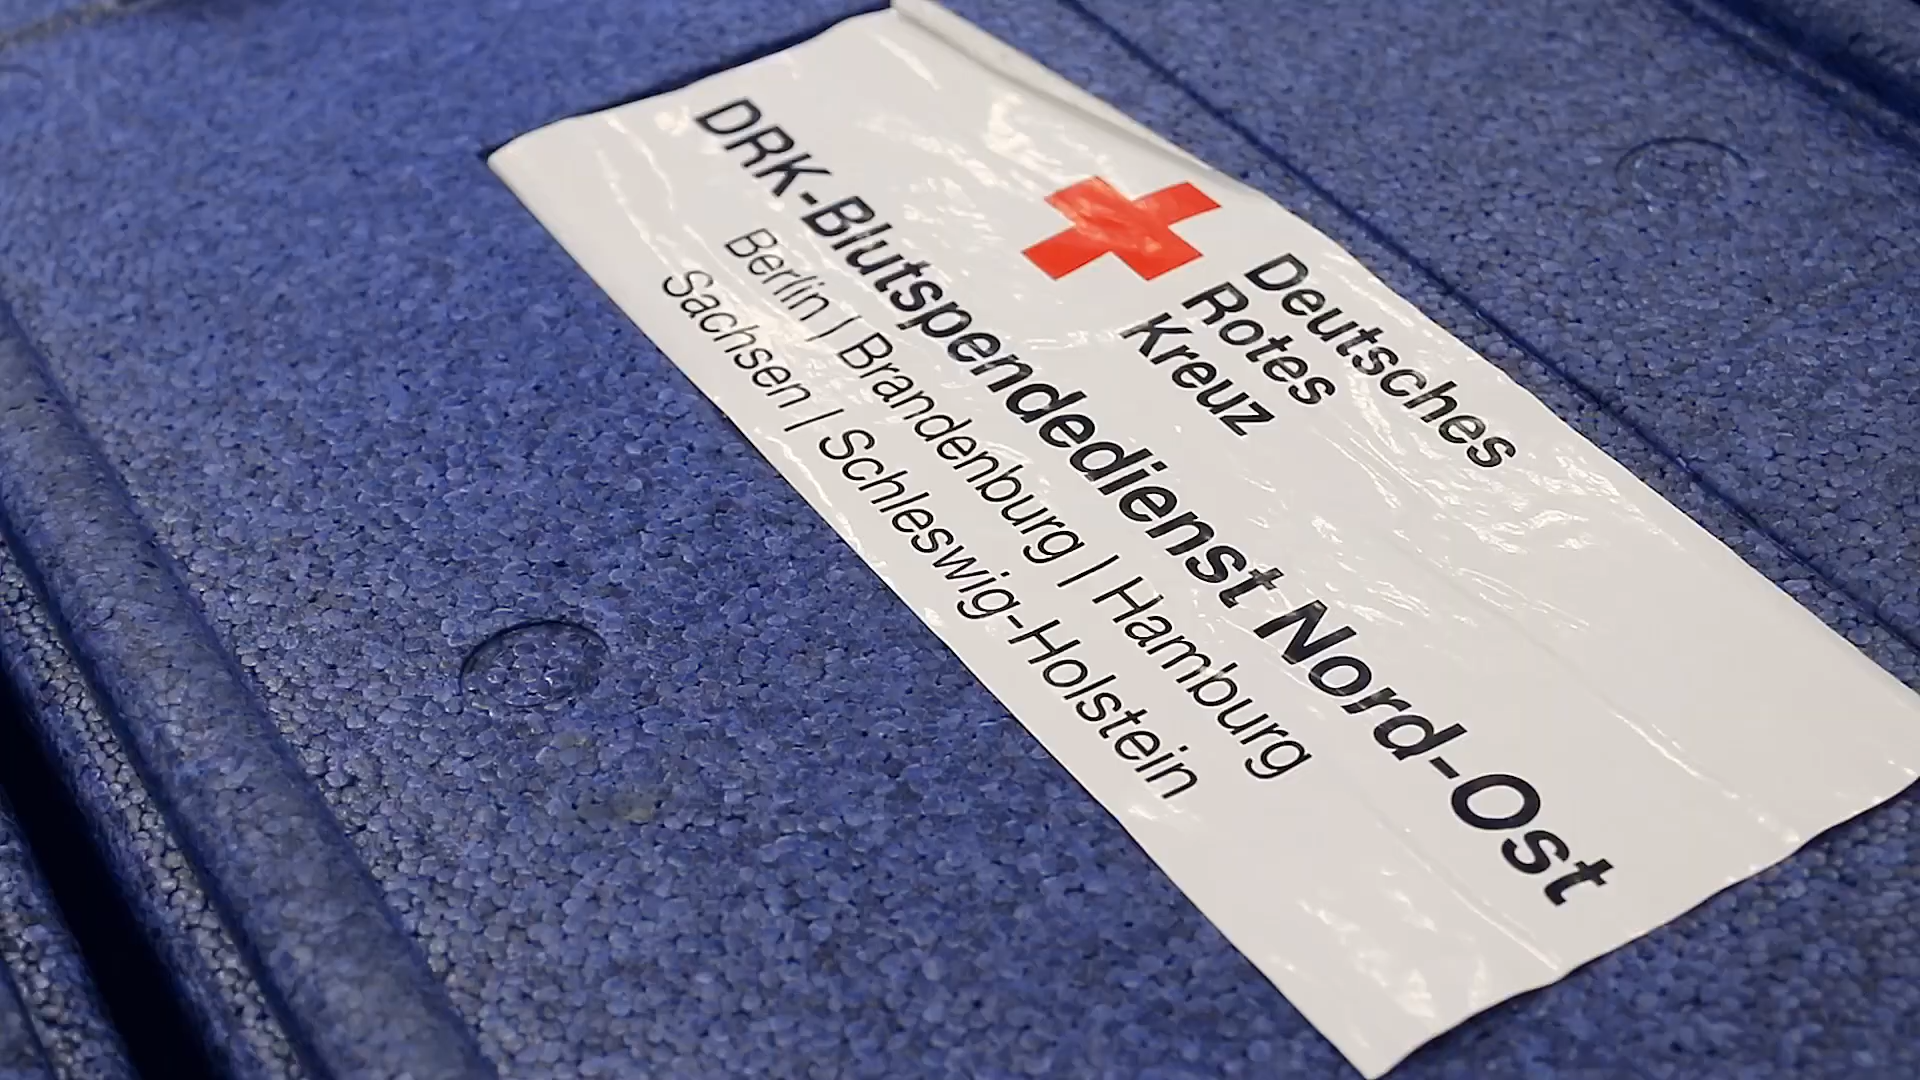 Deutsches
Rotes
Kreuz
DRK-Blutspendedienst Nord-Ost
Berlin | Brandenburg | Hamburg
Sachsen | Schleswig-Holstein